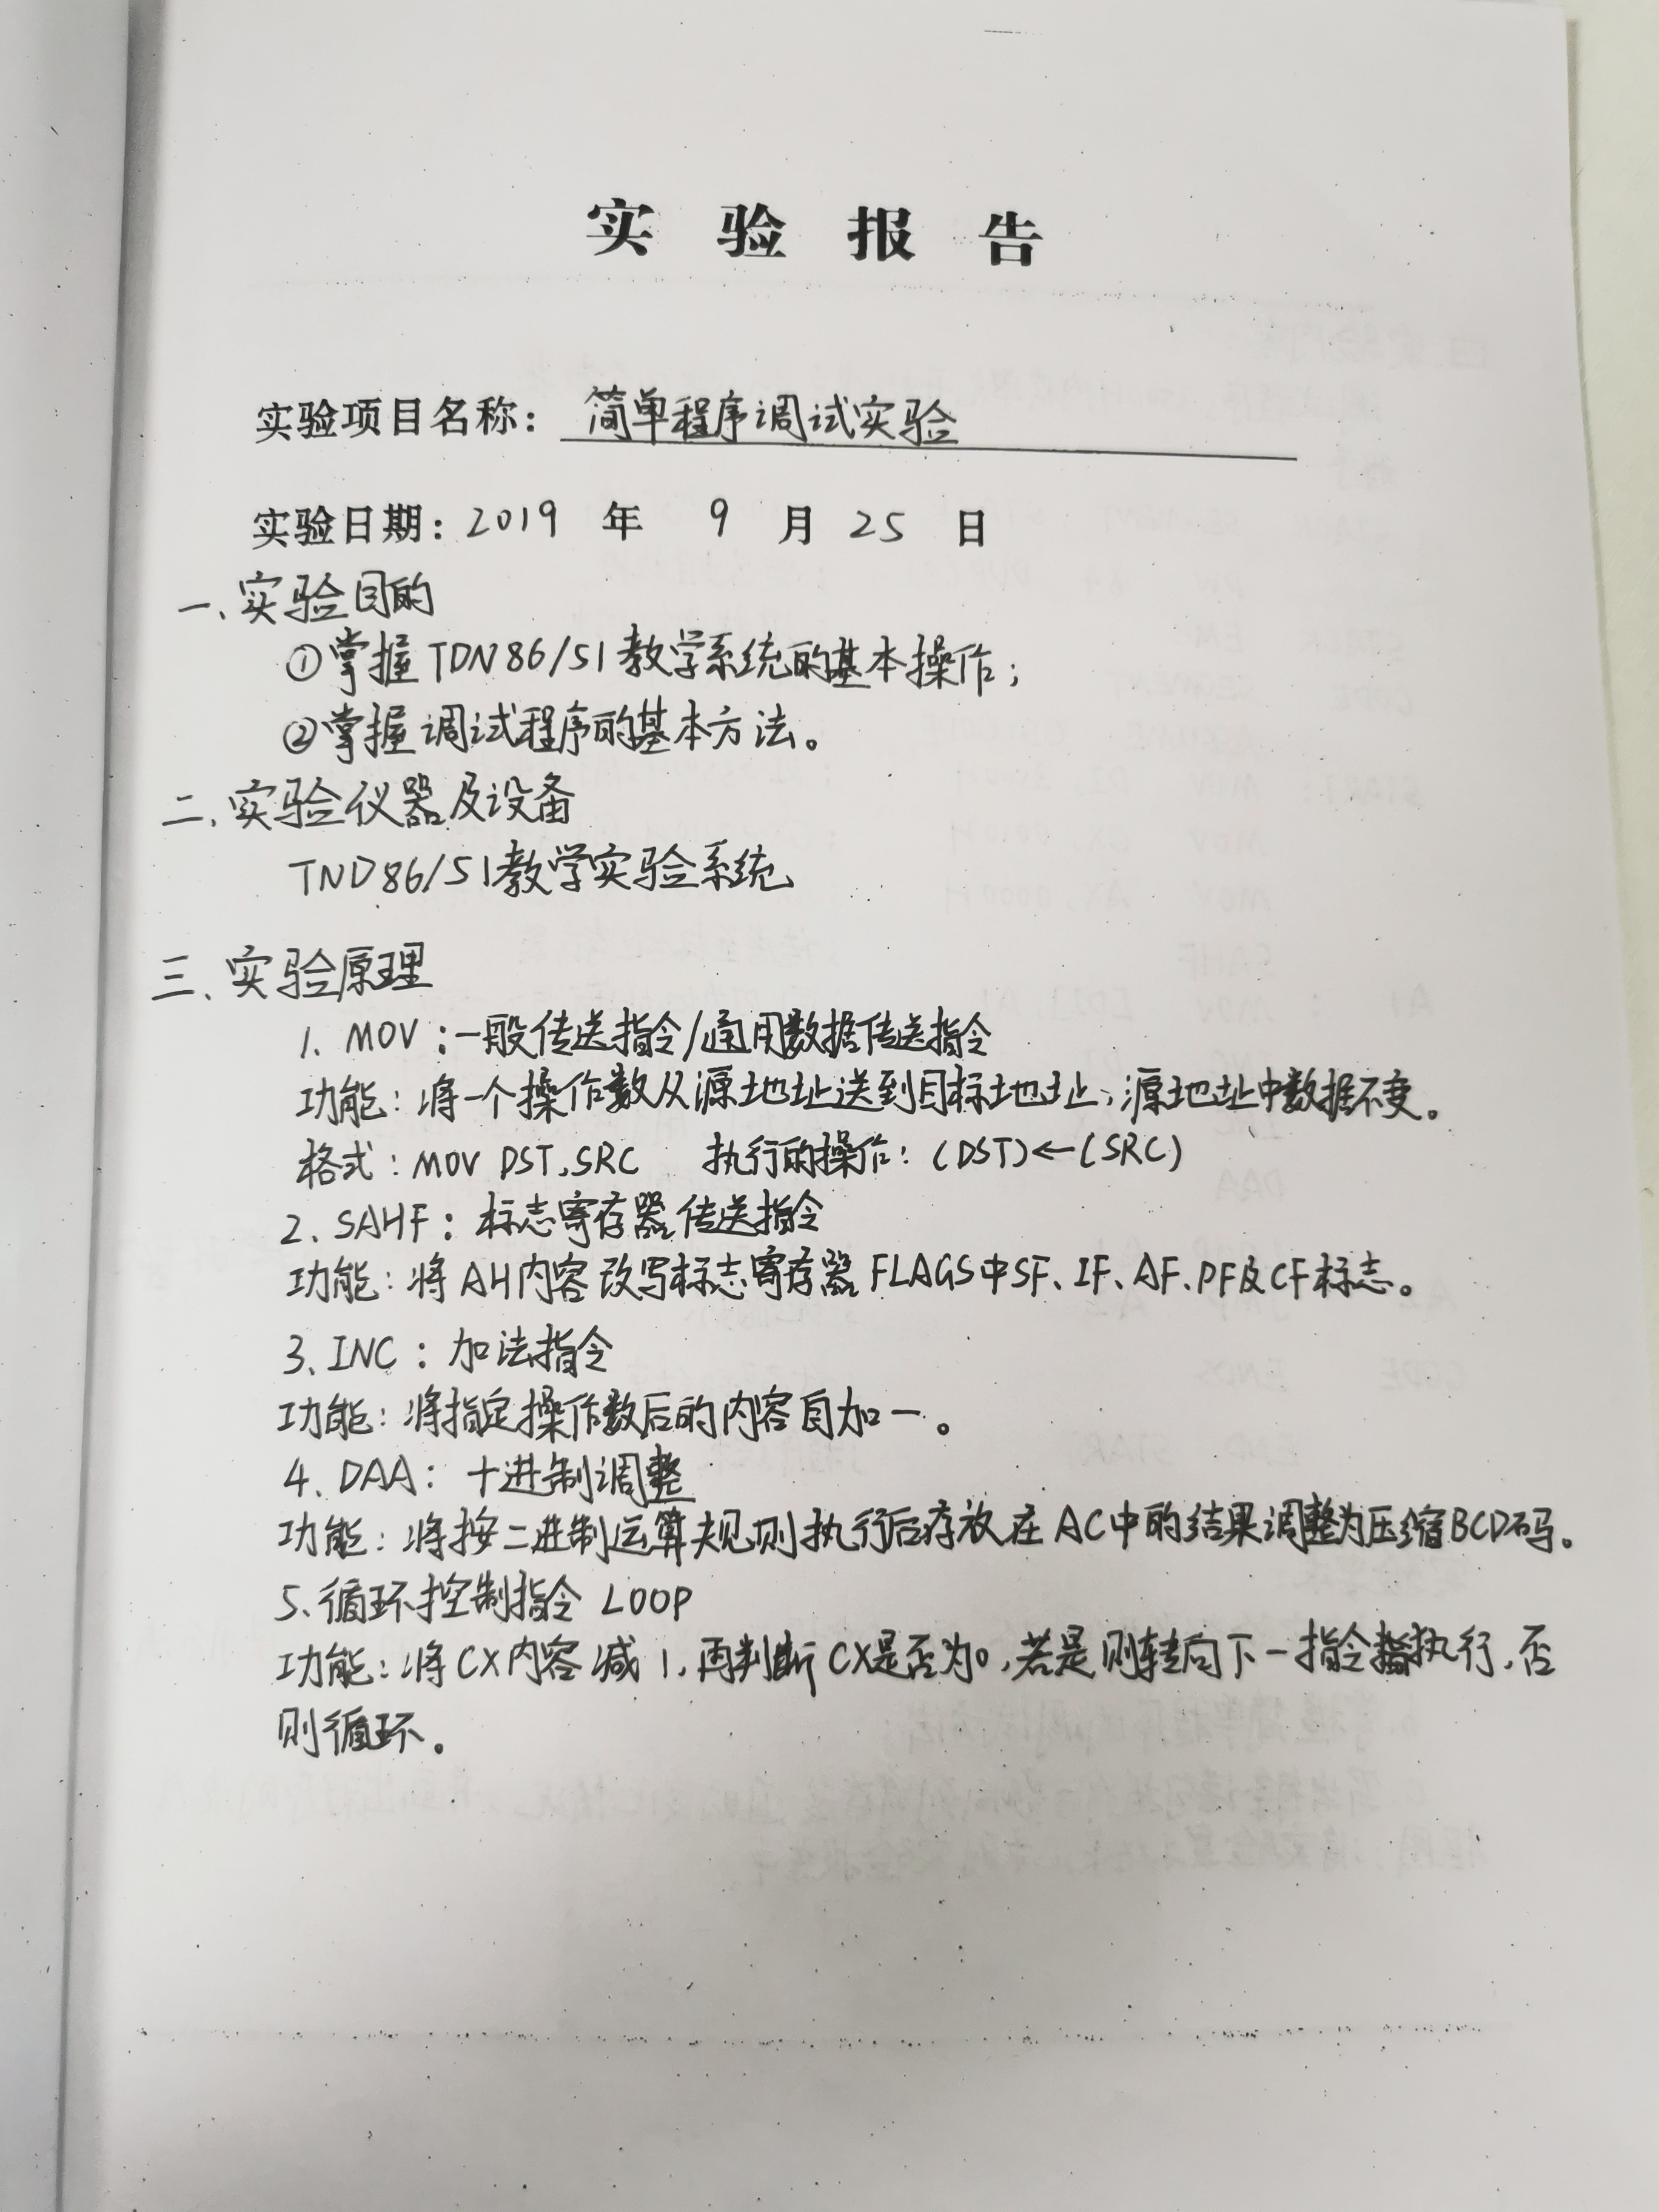 实验报告
实验项目名称：简单程序调试实验
实验日期：2019 年 9 月 25 日
一、实验目的
①掌握TDN86/51教学系统的基本操作；
②掌握调试程序的基本方法。
二、实验仪器及设备
TND86/51教学实验系统
三、实验原理
1、MOV：一般传送指令/通用数据传送指令
功能：将一个操作数从源地址送到目标地址，源地址中数据不变。
格式：MOV DST,SRC 执行的操作：(DST)←(SRC)
2、SAHF：标志寄存器传送指令
功能：将AH内容改写标志寄存器FLAGS中SF、IF、AF、PF及CF标志。
3、INC：加法指令
功能：将指定操作数后的内容自加一。
4、DAA：十进制调整
功能：将按二进制运算规则执行后存放在AC中的结果调整为压缩BCD码。
5、循环控制指令 LOOP
功能：将CX内容减1,再判断CX是否为0,若是则转向下一指令执行,否
则循环。